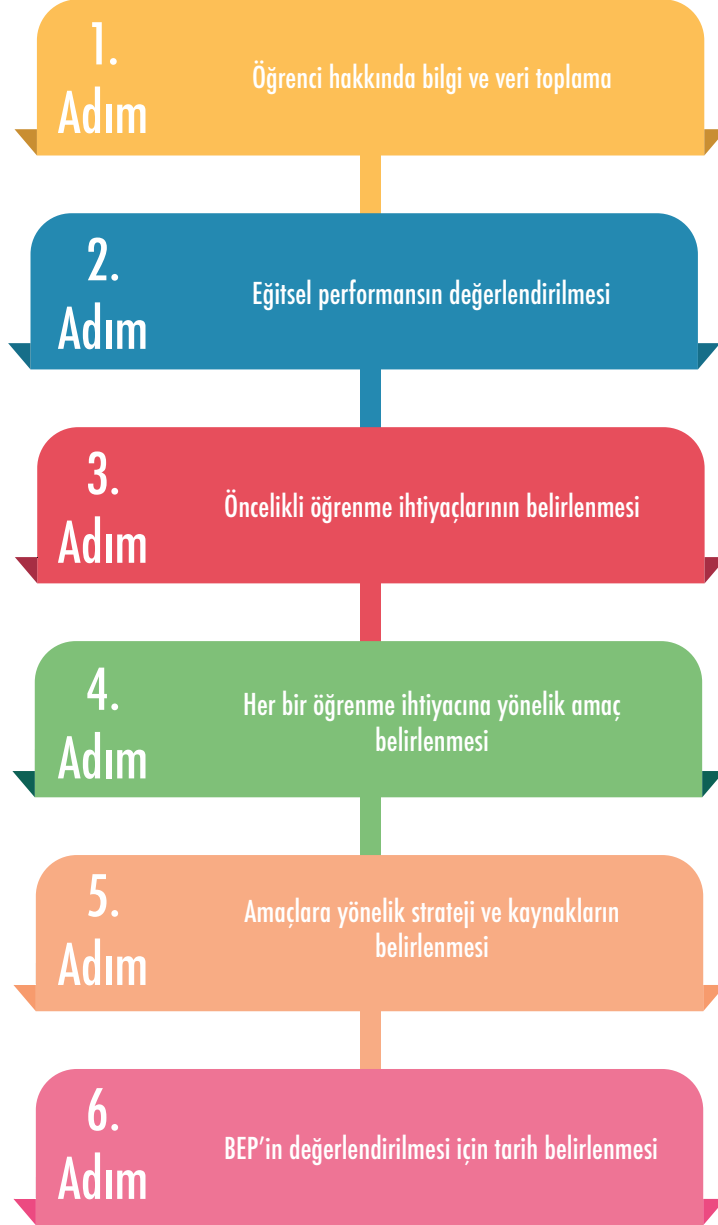 1.
Adım
Öğrenci hakkında bilgi ve veri toplama
2.
Adım
Eğitsel performansın değerlendirilmesi
3.
Adım
Öncelikli öğrenme ihtiyaçlarının belirlenmesi
4.
Adım
Her bir öğrenme ihtiyacına yönelik amaç
belirlenmesi
5.
Adım
Amaçlara yönelik strateji ve kaynakların
belirlenmesi
6.
Adım
BEP’in değerlendirilmesi için tarih belirlenmesi